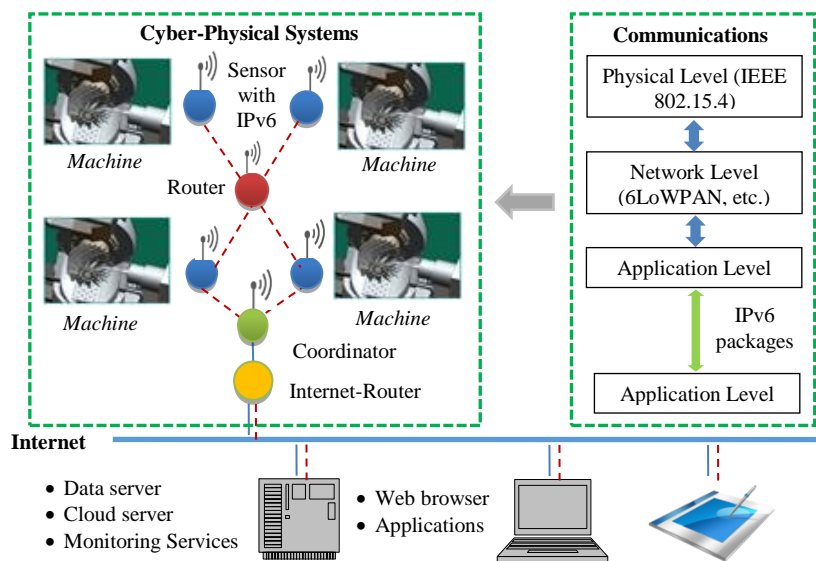 Cyber-Physical Systems
Sensor
with
IPv6
Machine
Machine
Router
Machine
Machine
Coordinator
Internet-Router
Communications
Physical Level (IEEE
802.15.4)
Network Level
(6LoWPAN, etc.)
Application Level
IPv6
packages
Application Level
Internet
• Data server
• Cloud server
• Monitoring Services
• Web browser
• Applications